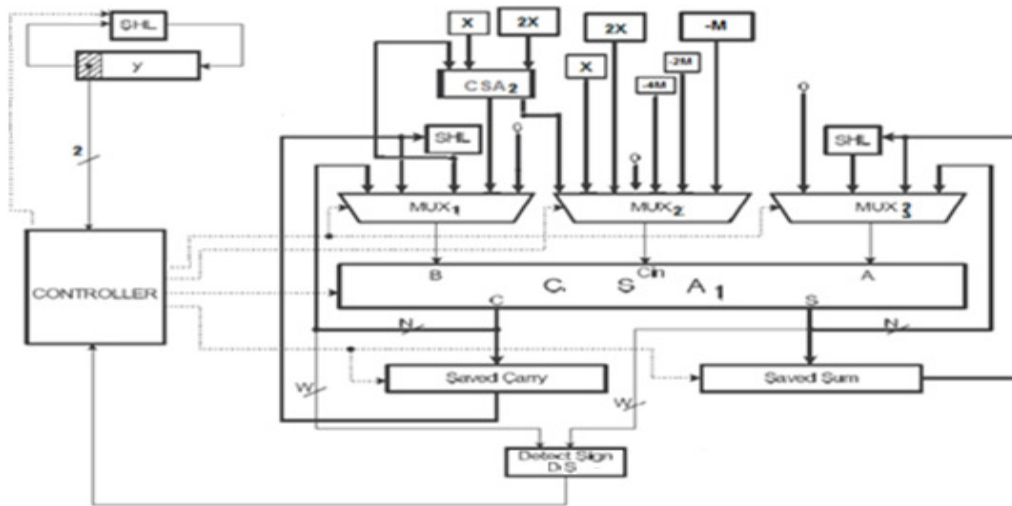 SHL
y
2
CONTROLLER
X
2X
CSA2
X
2X
-4M
-2M
-M
SHL
0
0
0
SHL
MUX1
MUX2
MUX3
B
Cin
A
C S A 1
C
S
N
N
Saved Carry
Saved Sum
W
W
Detect Sign
DS